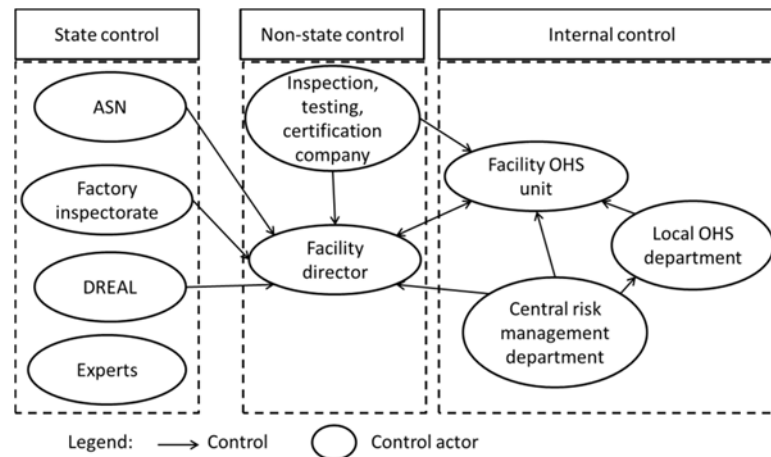 State control
Non-state control
Internal control
ASN
Inspection,
testing,
certification
company
Facility OHS
unit
Factory
inspectorate
Local OHS
department
Facility
director
DREAL
Central risk
management
department
Experts
Legend:
Control
Control actor